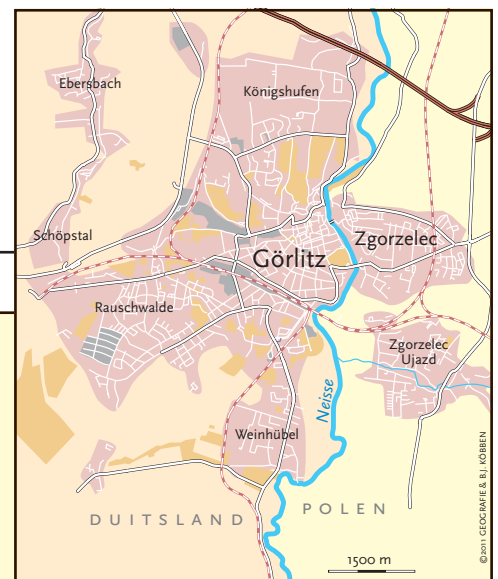 Ebersbach
Königshufen
Schöpstal
Görlitz
Zgorzelec
Rauschwalde
Zgorzelec
Ujazd
Neisse
Weinhübel
DUITSLAND
POLEN
1500 m
©2011 GEOGRAFIE & B.J. KÖBBEN